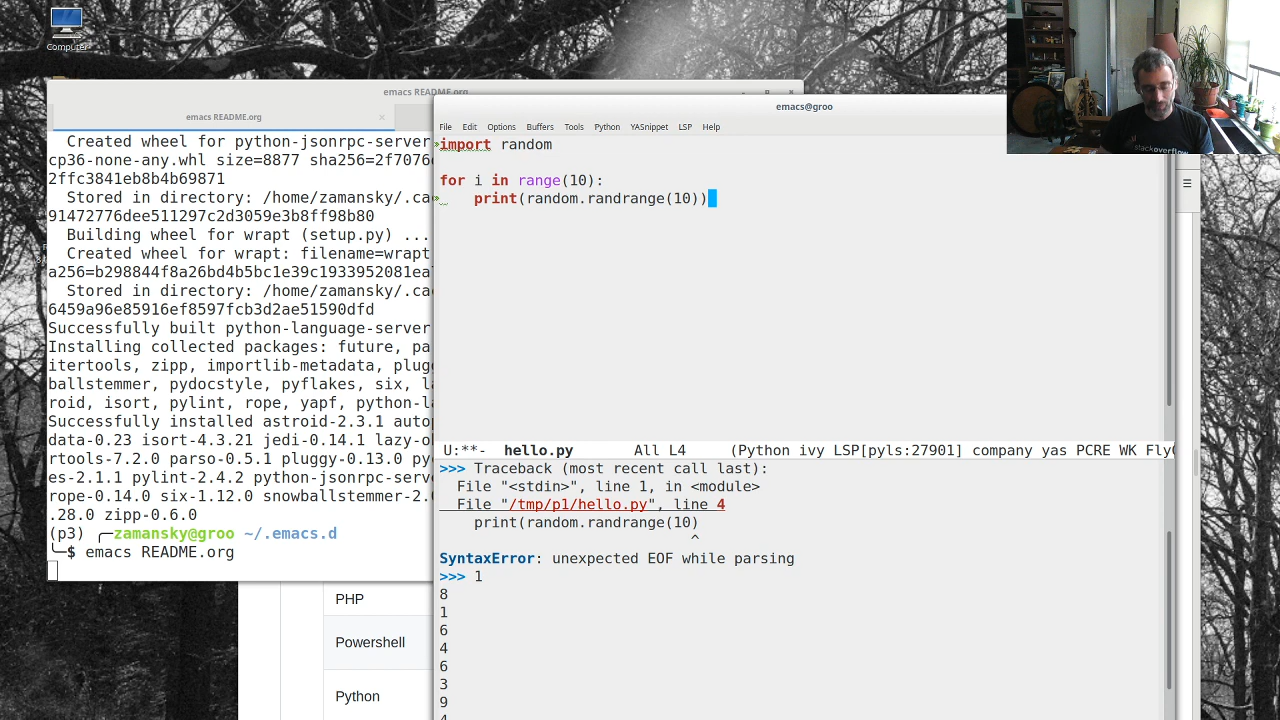 Computer
emacs README.org
emacs README.org
Created wheel for python-jsonrpc-server
cp36-none-any.whl size=8877 sha256=2f7076
2ffc3841eb8b4b69871
Stored in directory: /home/zamansky/.ca
91472776dee511297c2d3059e3b8ff98b80
Building wheel for wrapt (setup.py) ...
Created wheel for wrapt: filename=wrapt
a256=b298844f8a26bd4b5bc1e39c1933952081ea
Stored in directory: /home/zamansky/.ca
6459a96e85916ef8597fcb3d2ae51590dfd
Successfully built python-language-server
Installing collected packages: future, pa
itertools, zipp, importlib-metadata, plug
ballstemmer, pydocstyle, pyflakes, six, l
roid, isort, pylint, rope, yapf, python-l
Successfully installed astroid-2.3.1 auto
data-0.23 isort-4.3.21 jedi-0.14.1 lazy-o
rtools-7.2.0 parso-0.5.1 pluggy-0.13.0 py
es-2.1.1 pylint-2.4.2 python-jsonrpc-serve
rope-0.14.0 six-1.12.0 snowballstemmer-2.
.28.0 zipp-0.6.0
(p3) ╭─zamansky@groo ~/.emacs.d
╰─$ emacs README.org
PHP
Powershell
Python
emacs@groo
File Edit Options Buffers Tools Python YASnippet LSP Help
import random
for i in range(10):
print(random.randrange(10))
U:**- hello.py All L4 (Python ivy LSP[pyls:27901] company yas PCRE WK Fly
>>> Traceback (most recent call last):
File "<stdin>", line 1, in <module>
File "/tmp/p1/hello.py", line 4
print(random.randrange(10)
^
SyntaxError: unexpected EOF while parsing
>>> 1
8
1
6
4
6
3
9
4
stackoverflow